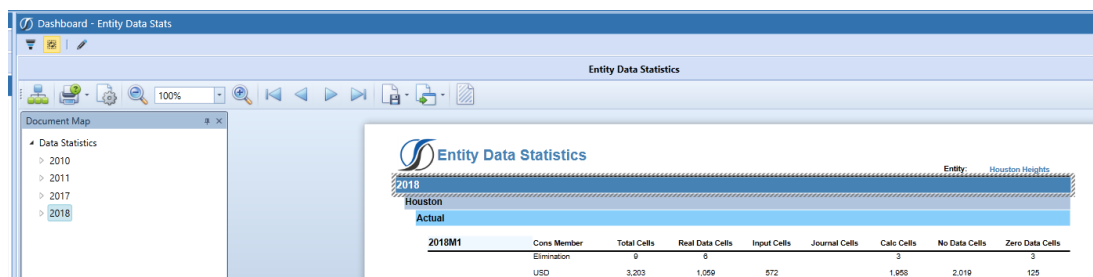 Dashboard - Entity Data Stats
Entity Data Statistics
100%
Document Map
Data Statistics
2010
2011
2017
2018
Entity Data Statistics
Entity: Houston Heights
2018
Houston
Actual
2018M1 Cons Member Total Cells Real Data Cells Input Cells Journal Cells Calc Cells No Data Cells Zero Data Cells
Elimination 9 6 3 3
USD 3,203 1,059 572 1,958 2,019 125